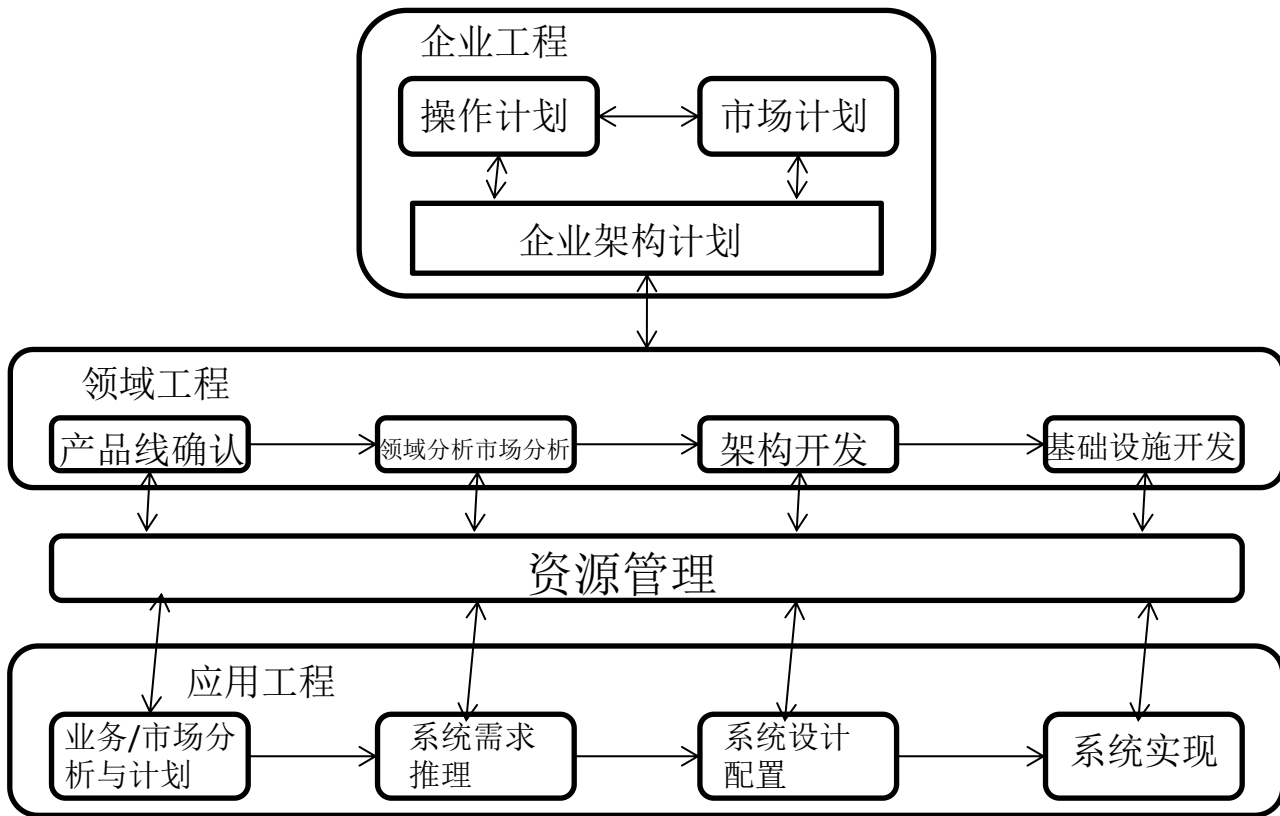 企业工程
操作计划
市场计划
企业架构计划
领域工程
产品线确认
领域分析市场分析
架构开发
基础设施开发
资源管理
应用工程
业务/市场分
析与计划
系统需求
推理
系统设计
配置
系统实现